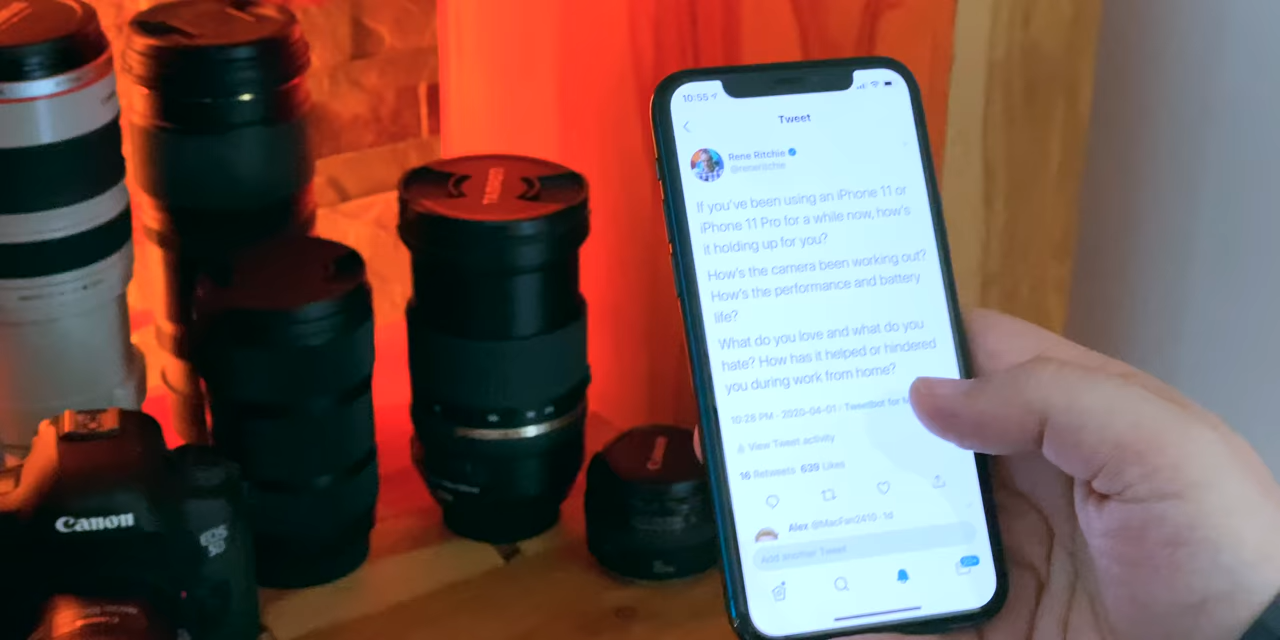 TAMRON
Canon
EOS
5D
Canon
10:55
Tweet
Rene Ritchie
@reneritchie
If you've been using an iPhone 11 or
iPhone 11 Pro for a while now, how's
it holding up for you?
How's the camera been working out?
How's the performance and battery
life?
What do you love and what do you
hate? How has it helped or hindered
you during work from home?
10:28 PM · 2020-04-01 · Tweetbot for
View Tweet activity
16 Retweets 639 Likes
Alex @MacFan2410 · 1d
Add another Tweet
20+